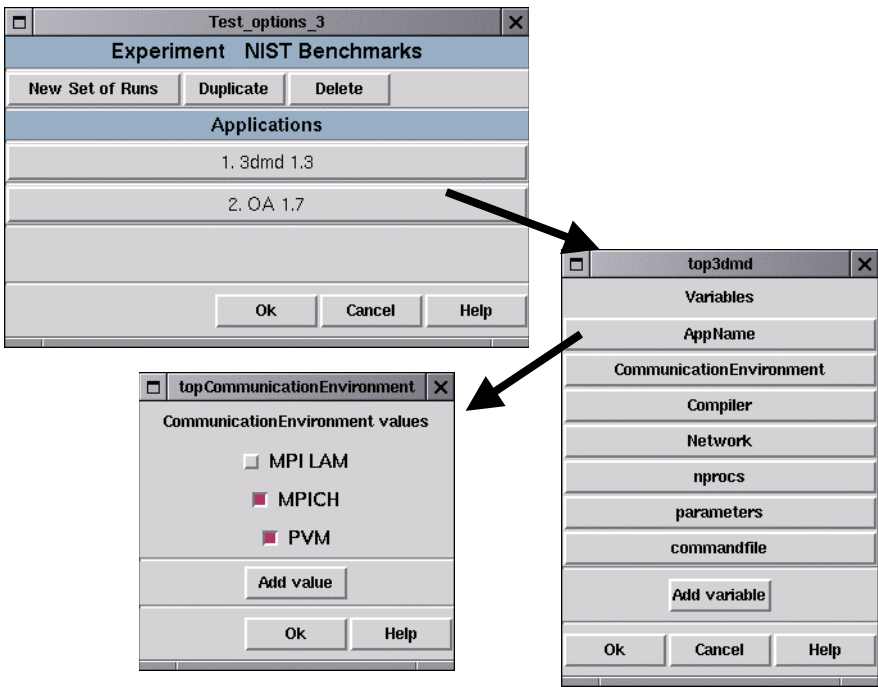 Test_options_3
Experiment NIST Benchmarks
New Set of Runs Duplicate Delete
Applications
1. 3dmd 1.3
2. OA 1.7
Ok Cancel Help
top3dmd
Variables
AppName
CommunicationEnvironment
Compiler
Network
nprocs
parameters
commandfile
Add variable
Ok Cancel Help
topCommunicationEnvironment
CommunicationEnvironment values
MPI LAM
MPICH
PVM
Add value
Ok Help